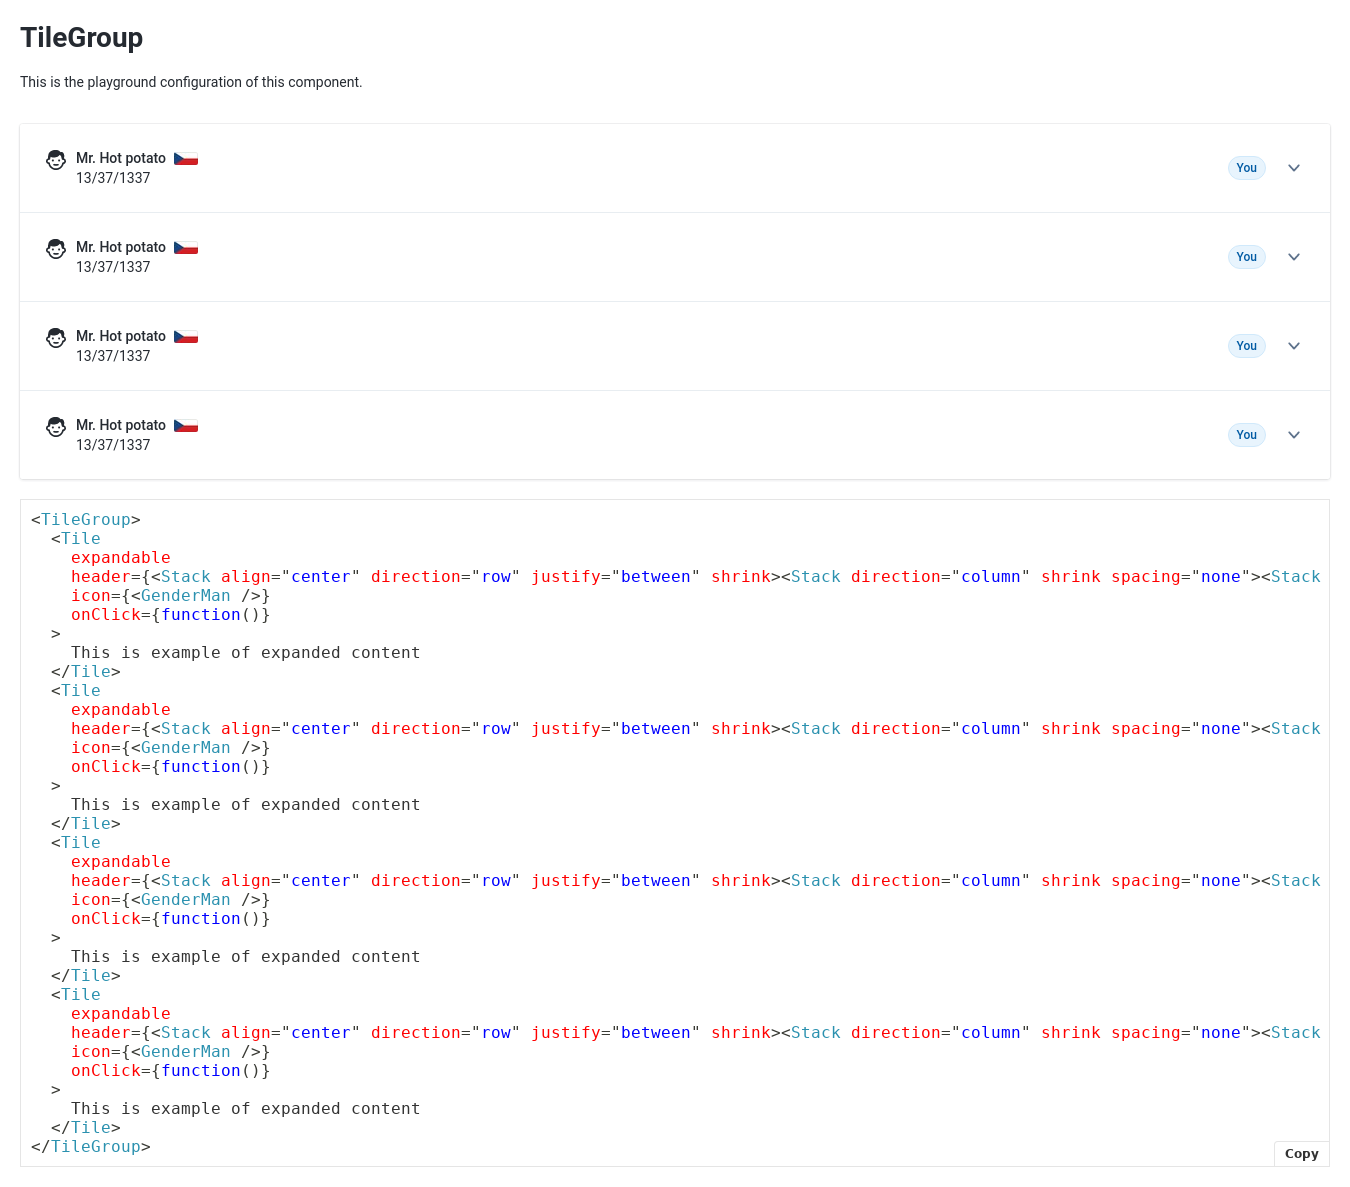 TileGroup
This is the playground configuration of this component.
Mr. Hot potato
13/37/1337
You
Mr. Hot potato
13/37/1337
You
Mr. Hot potato
13/37/1337
You
Mr. Hot potato
13/37/1337
You
<TileGroup>
  <Tile
    expandable
    header={<Stack align="center" direction="row" justify="between" shrink><Stack direction="column" shrink spacing="none"><Stack
    icon={<GenderMan />}
    onClick={function()}
  >
    This is example of expanded content
  </Tile>
  <Tile
    expandable
    header={<Stack align="center" direction="row" justify="between" shrink><Stack direction="column" shrink spacing="none"><Stack
    icon={<GenderMan />}
    onClick={function()}
  >
    This is example of expanded content
  </Tile>
  <Tile
    expandable
    header={<Stack align="center" direction="row" justify="between" shrink><Stack direction="column" shrink spacing="none"><Stack
    icon={<GenderMan />}
    onClick={function()}
  >
    This is example of expanded content
  </Tile>
  <Tile
    expandable
    header={<Stack align="center" direction="row" justify="between" shrink><Stack direction="column" shrink spacing="none"><Stack
    icon={<GenderMan />}
    onClick={function()}
  >
    This is example of expanded content
  </Tile>
</TileGroup>
Copy